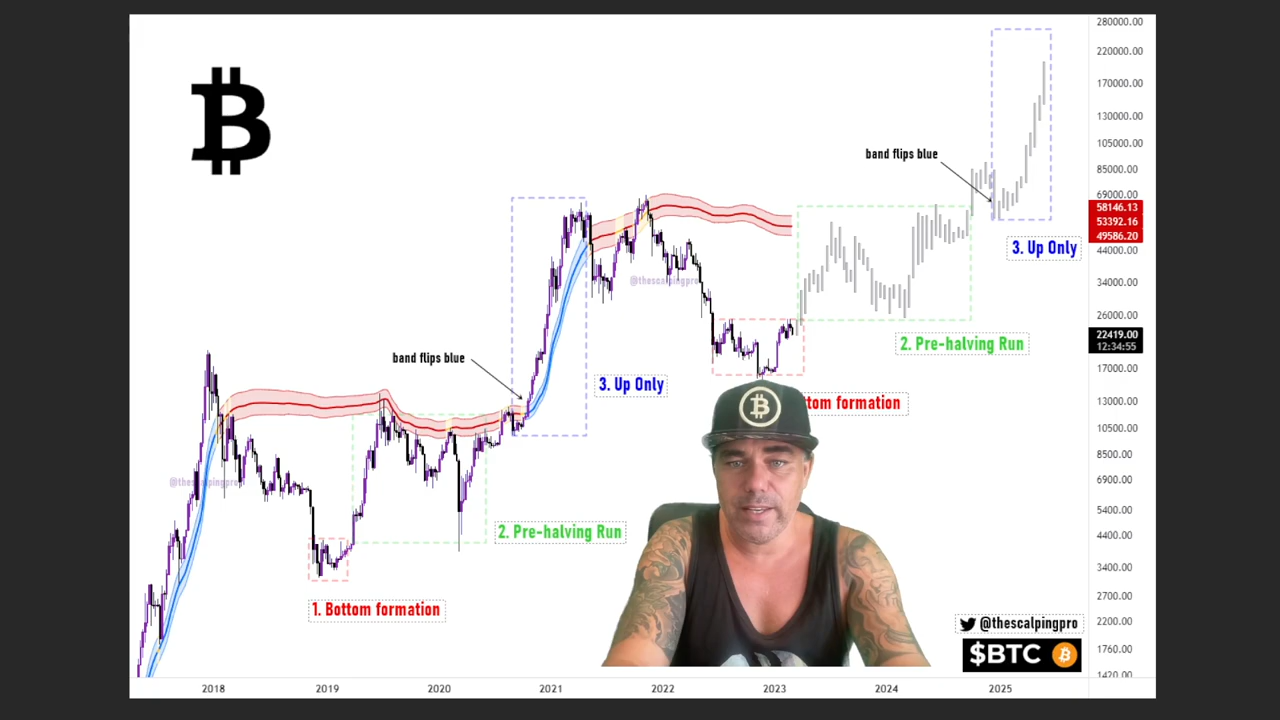 280000.00
220000.00
170000.00
130000.00
105000.00
85000.00
69000.00
58146.13
53392.16
49586.20
44000.00
34000.00
26000.00
22419.00
12:34:55
17000.00
13000.00
10500.00
8500.00
6900.00
5400.00
4400.00
3400.00
2700.00
2200.00
1760.00
1420.00
band flips blue
3. Up Only
@thescalpingpro
2. Pre-halving Run
band flips blue
3. Up Only
tom formation
@thescalpingpro
2. Pre-halving Run
1. Bottom formation
@thescalpingpro
$BTC
2018 2019 2020 2021 2022 2023 2024 2025